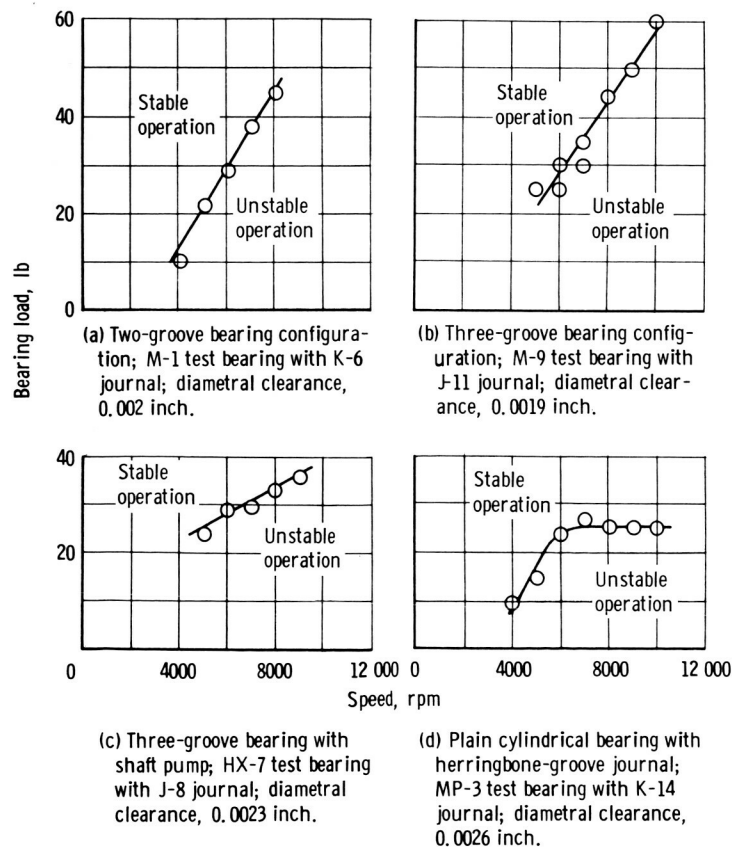 60
40
20
0
Bearing load, lb
Stable
operation
Unstable
operation
(a) Two-groove bearing configura-
tion; M-1 test bearing with K-6
journal; diametral clearance,
0.002 inch.
Stable
operation
Unstable
operation
(b) Three-groove bearing config-
uration; M-9 test bearing with
J-11 journal; diametral clear-
ance, 0.0019 inch.
40
20
Stable
operation
Unstable
operation
0 4000 8000 12 000
Stable
operation
Unstable
operation
0 4000 8000 12 000
Speed, rpm
(c) Three-groove bearing with
shaft pump; HX-7 test bearing
with J-8 journal; diametral
clearance, 0.0023 inch.
(d) Plain cylindrical bearing with
herringbone-groove journal;
MP-3 test bearing with K-14
journal; diametral clearance,
0.0026 inch.